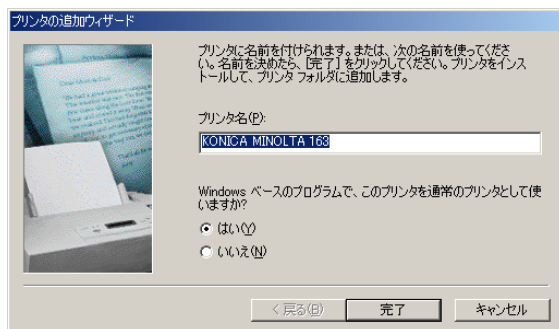 プリンタの追加ウィザード
プリンタに名前を付けられます。または、次の名前を使ってくださ
い。名前を決めたら、[完了] をクリックしてください。プリンタをインス
トールして、プリンタ フォルダに追加します。
プリンタ名(P):
KONICA MINOLTA 163
Windows ベースのプログラムで、このプリンタを通常のプリンタとして使
いますか?
はい(Y)
いいえ(N)
< 戻る(B)
完了
キャンセル